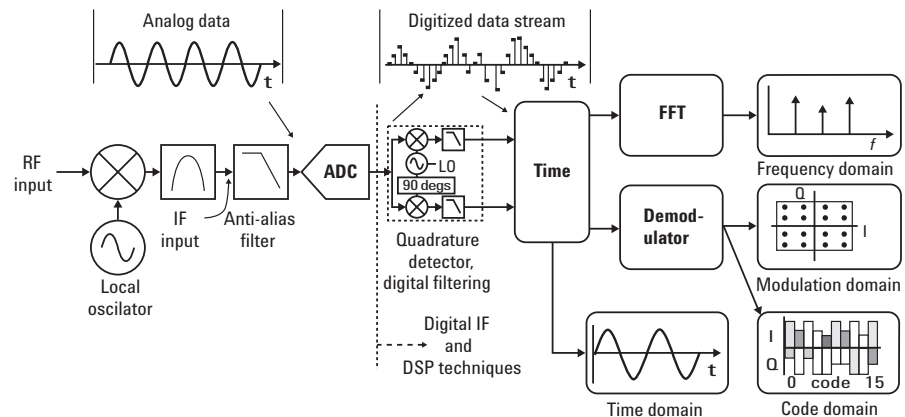 Analog data
t
Digitized data stream
t
RF
input
IF
input
Anti-alias
filter
Local
oscilator
ADC
LO
90 degs
Quadrature
detector,
digital filtering
Digital IF
and
DSP techniques
Time
FFT
Demod-
ulator
f
Frequency domain
Q
I
Modulation domain
t
Time domain
I
Q
0 code 15
Code domain